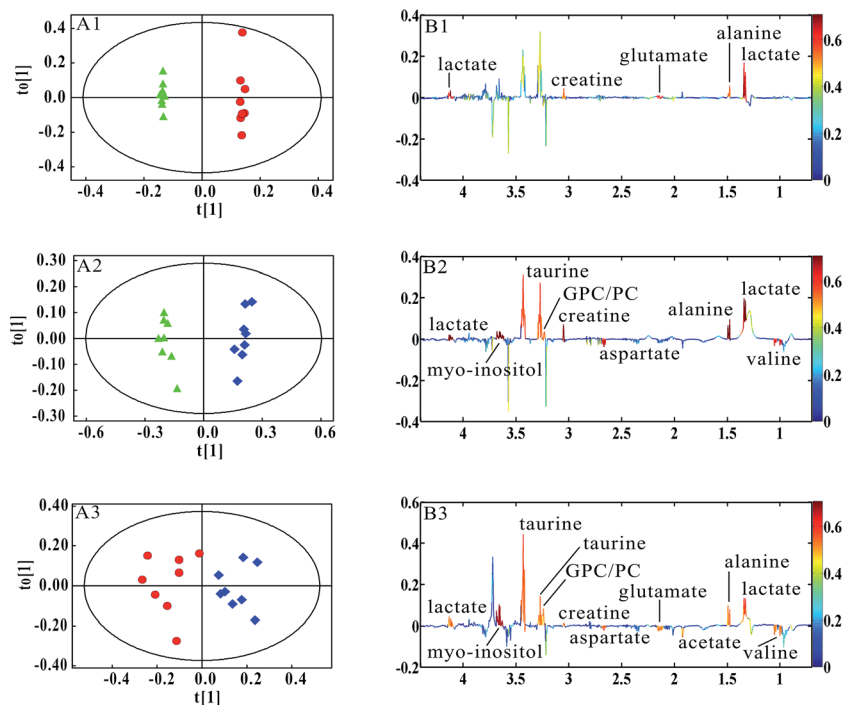 A1
0.4
0.2
0.0
-0.2
-0.4
to[1]
-0.4
-0.2
0.0
0.2
0.4
t[1]
B1
0.4
0.2
0
-0.2
-0.4
lactate
creatine
glutamate
alanine
lactate
4
3.5
3
2.5
2
1.5
1
0.6
0.4
0.2
0
A2
0.30
0.20
0.10
0.00
-0.10
-0.20
-0.30
to[1]
-0.6
-0.3
0.0
0.3
0.6
t[1]
B2
0.6
0.4
0.2
0
-0.2
-0.4
taurine
GPC/PC
creatine
lactate
myo-inositol
aspartate
alanine
lactate
valine
4
3.5
3
2.5
2
1.5
1
0.6
0.4
0.2
0
A3
0.40
0.20
0.00
-0.20
-0.40
to[1]
-0.4
-0.2
0.0
0.2
0.4
t[1]
B3
0.6
0.4
0.2
0
-0.2
taurine
taurine
GPC/PC
lactate
myo-inositol
creatine
aspartate
glutamate
acetate
alanine
lactate
valine
4
3.5
3
2.5
2
1.5
1
0.6
0.4
0.2
0